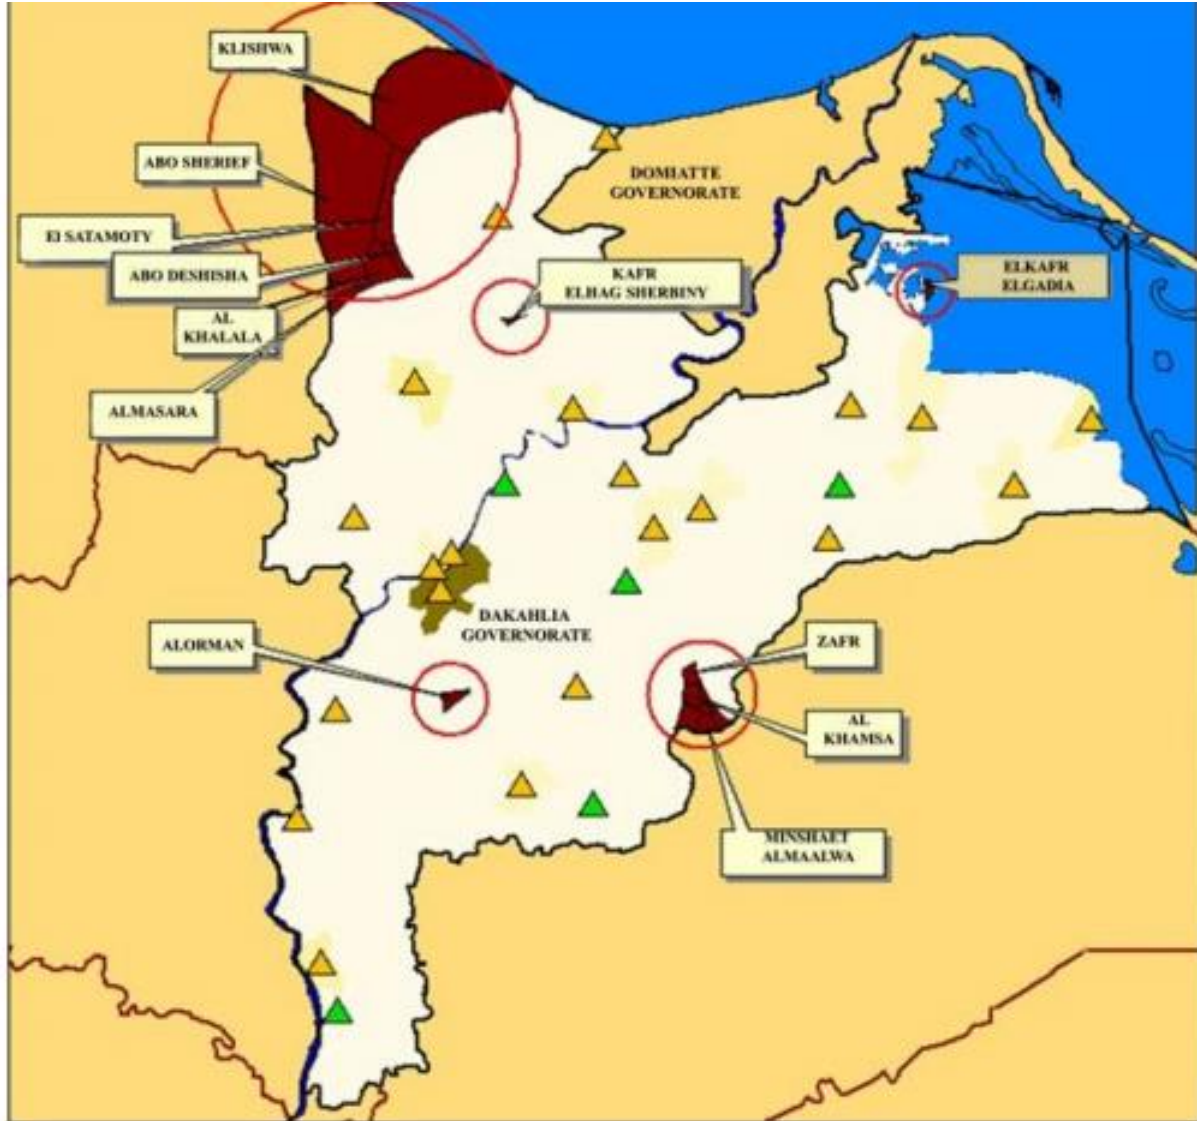 KLISHWA
ABO SHERIEF
DOMIATTE
GOVERNORATE
EI SATAMOTY
ABO DESHISHA
KAFR
ELHAG SHERBINY
ELKAFR
ELGADIA
AL
KHALALA
ALMASARA
DAKAHLIA
GOVERNORATE
ALORMAN
ZAFR
AL
KHAMSA
MINSHAET
ALMAALWA